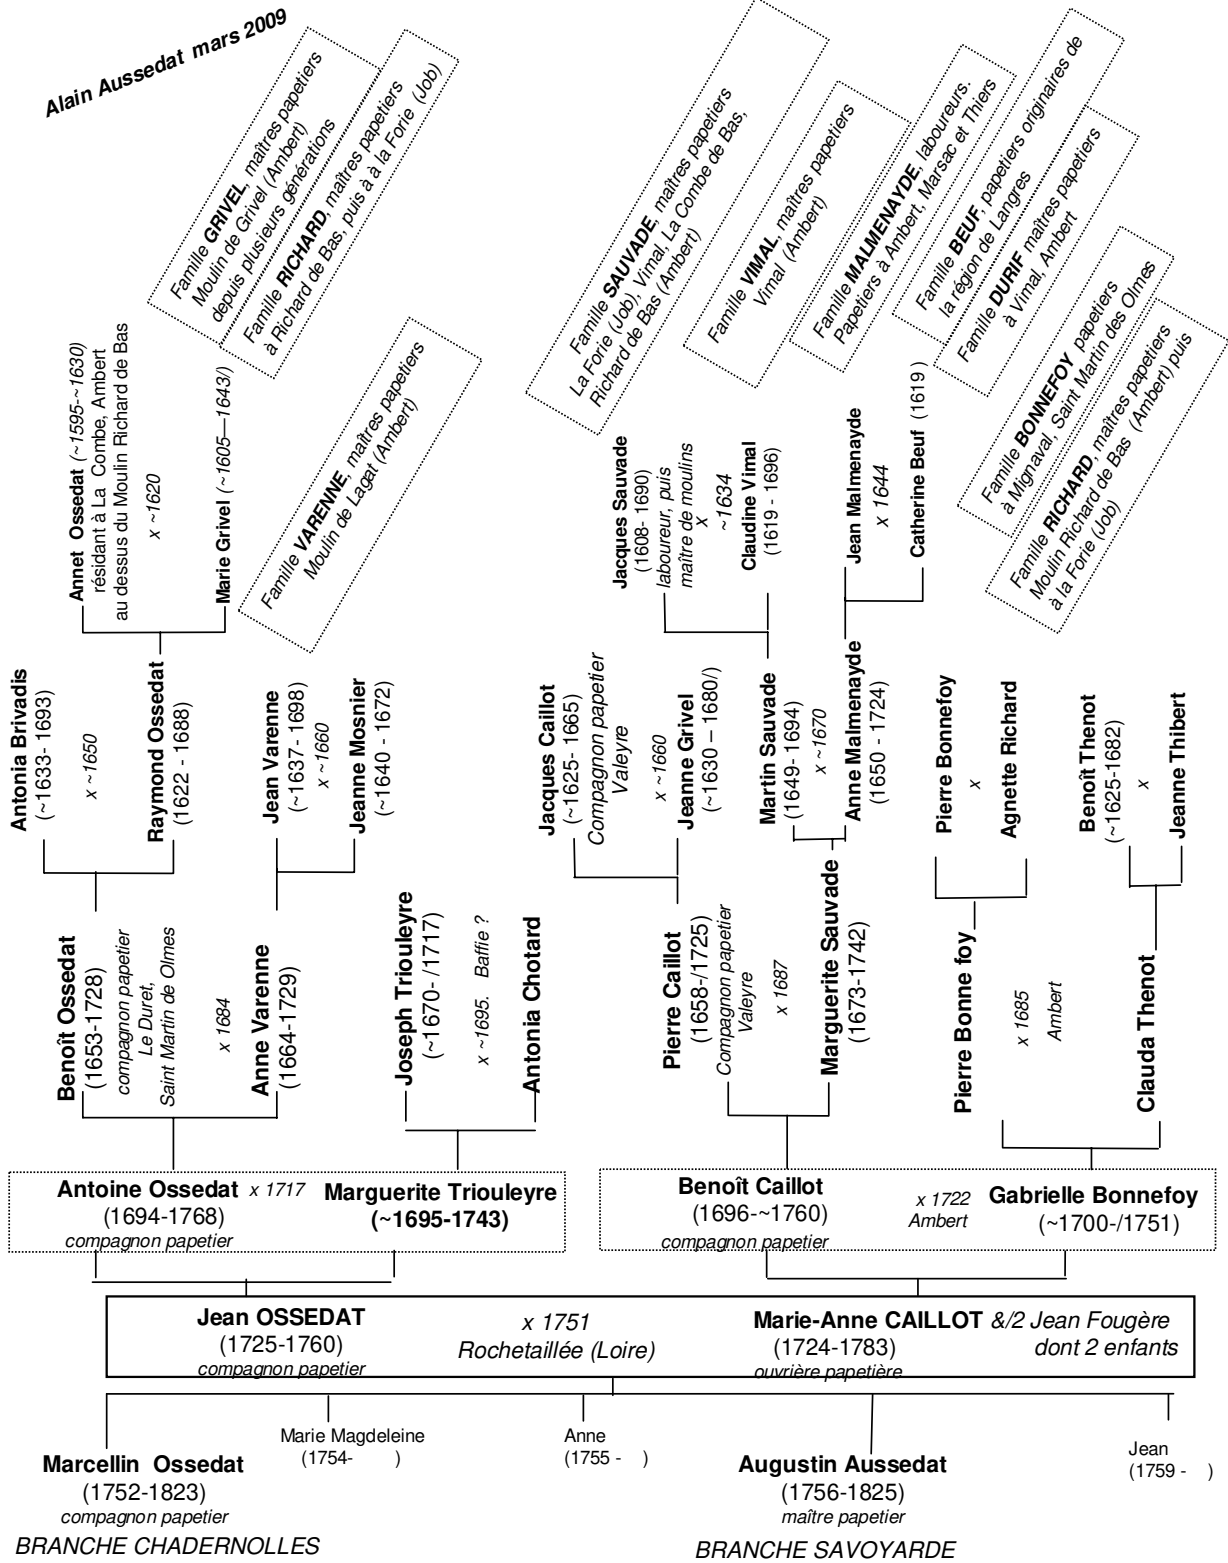 Alain Aussedat mars 2009
Famille GRIVEL, maîtres papetiers
Moulin de Grivel (Ambert)
depuis plusieurs générations
Famille RICHARD, maîtres papetiers
à Richard de Bas, puis à à la Forie (Job)
Famille VARENNE, maîtres papetiers
Moulin de Lagat (Ambert)
Famille SAUVADE, maîtres papetiers
La Forie (Job), Vimal, La Combe de Bas,
Richard de Bas (Ambert)
Famille VIMAL, maîtres papetiers
Vimal (Ambert)
Famille MALMENAYDE, laboureurs.
Papetiers à Ambert, Marsac et Thiers
Famille BEUF, papetiers originaires de
la région de Langres
Famille DURIF maîtres papetiers
à Vimal, Ambert
Famille BONNEFOY papetiers
à Mignaval, Saint Martin des Olmes
Famille RICHARD, maîtres papetiers
Moulin Richard de Bas (Ambert) puis
à la Forie (Job)
Annet Ossedat (~1595-~1630)
résidant à La Combe, Ambert
au dessus du Moulin Richard de Bas
x ~1620
Marie Grivel (~1605—1643/)
Jacques Sauvade
(1608- 1690)
laboureur, puis
maître de moulins
x
~1634
Claudine Vimal
(1619 - 1696)
Jean Malmenayde
x 1644
Catherine Beuf (1619)
Antonia Brivadis
(~1633- 1693)
x ~1650
Raymond Ossedat
(1622 - 1688)
Jean Varenne
(~1637- 1698)
x ~1660
Jeanne Mosnier
(~1640 - 1672)
Jacques Caillot
(~1625- 1665)
Compagnon papetier
Valeyre
x ~1660
Jeanne Grivel
(~1630 – 1680/)
Martin Sauvade
(1649- 1694)
x ~1670
Anne Malmenayde
(1650 - 1724)
Pierre Bonnefoy
x
Agnette Richard
Benoît Thenot
(~1625-1682)
x
Jeanne Thibert
Benoît Ossedat
(1653-1728)
compagnon papetier
Le Duret,
Saint Martin de Olmes
x 1684
Anne Varenne
(1664-1729)
Joseph Triouleyre
(~1670- /1717)
x ~1695. Baffie ?
Antonia Chotard
Pierre Caillot
(1658-/1725)
Compagnon papetier
Valeyre
x 1687
Marguerite Sauvade
(1673-1742)
Pierre Bonne foy
x 1685
Ambert
Clauda Thenot
Antoine Ossedat x 1717 Marguerite Triouleyre
(1694-1768) (~1695-1743)
compagnon papetier
Benoît Caillot x 1722 Gabrielle Bonnefoy
(1696-~1760) Ambert (~1700-/1751)
compagnon papetier
Jean OSSEDAT x 1751 Marie-Anne CAILLOT &/2 Jean Fougère
(1725-1760) Rochetaillée (Loire) (1724-1783) dont 2 enfants
compagnon papetier ouvrière papetière
Marcellin Ossedat
(1752-1823)
compagnon papetier
BRANCHE CHADERNOLLES
Marie Magdeleine
(1754- )
Anne
(1755 - )
Augustin Aussedat
(1756-1825)
maître papetier
BRANCHE SAVOYARDE
Jean
(1759 - )